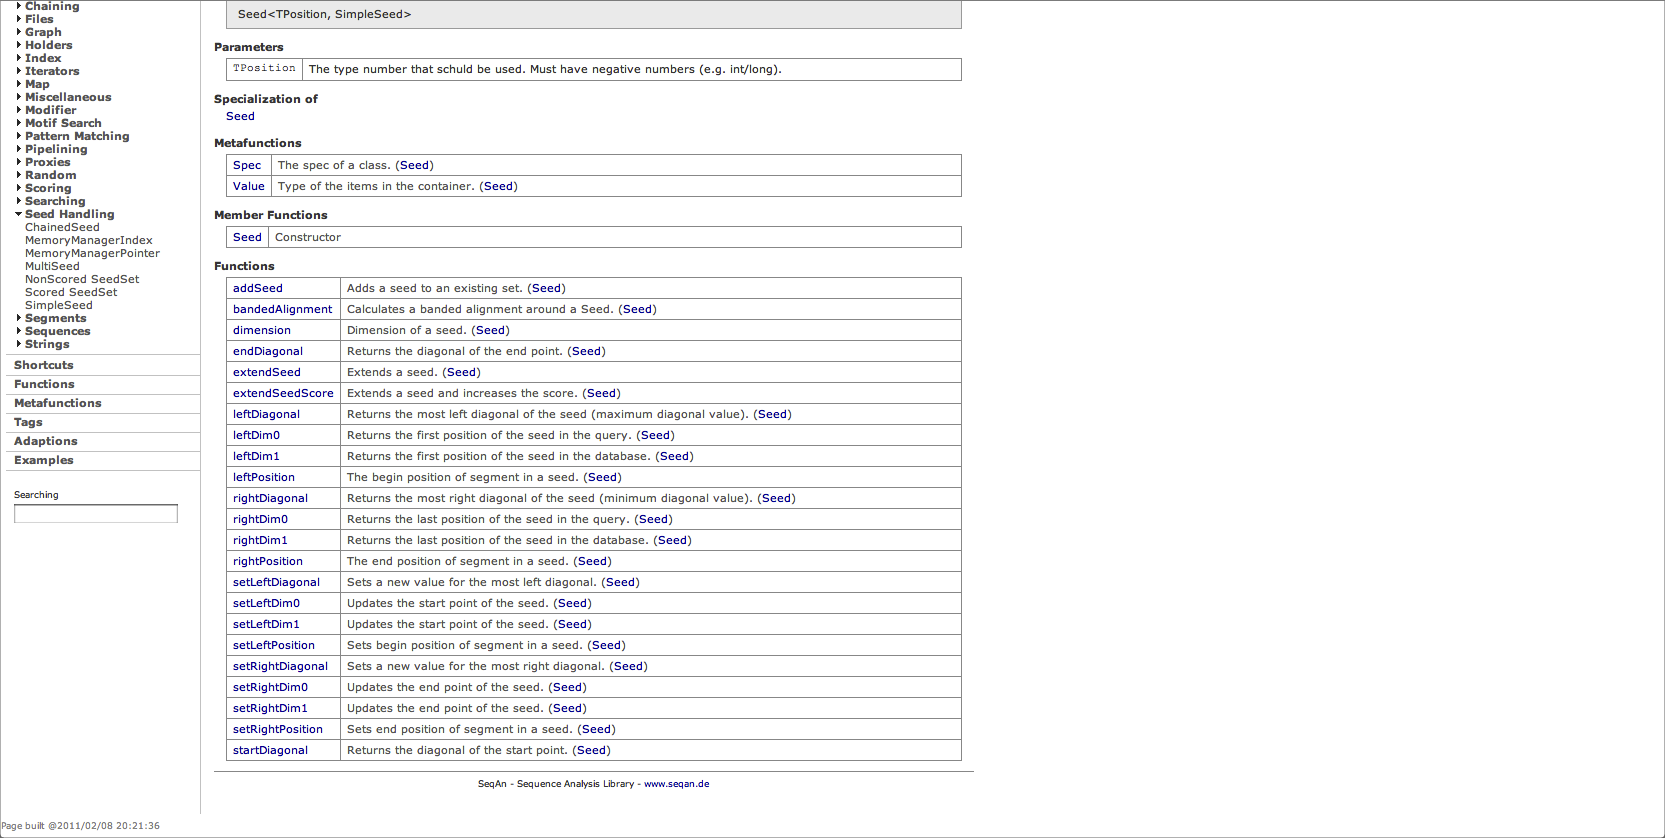 Chaining
Files
Graph
Holders
Index
Iterators
Map
Miscellaneous
Modifier
Motif Search
Pattern Matching
Pipelining
Proxies
Random
Scoring
Searching
Seed Handling
ChainedSeed
MemoryManagerIndex
MemoryManagerPointer
MultiSeed
NonScored SeedSet
Scored SeedSet
SimpleSeed
Segments
Sequences
Strings
Shortcuts
Functions
Metafunctions
Tags
Adaptions
Examples
Searching
Seed<TPosition, SimpleSeed>
Parameters
TPosition The type number that schuld be used. Must have negative numbers (e.g. int/long).
Specialization of
Seed
Metafunctions
Spec The spec of a class. (Seed)
Value Type of the items in the container. (Seed)
Member Functions
Seed Constructor
Functions
addSeed Adds a seed to an existing set. (Seed)
bandedAlignment Calculates a banded alignment around a Seed. (Seed)
dimension Dimension of a seed. (Seed)
endDiagonal Returns the diagonal of the end point. (Seed)
extendSeed Extends a seed. (Seed)
extendSeedScore Extends a seed and increases the score. (Seed)
leftDiagonal Returns the most left diagonal of the seed (maximum diagonal value). (Seed)
leftDim0 Returns the first position of the seed in the query. (Seed)
leftDim1 Returns the first position of the seed in the database. (Seed)
leftPosition The begin position of segment in a seed. (Seed)
rightDiagonal Returns the most right diagonal of the seed (minimum diagonal value). (Seed)
rightDim0 Returns the last position of the seed in the query. (Seed)
rightDim1 Returns the last position of the seed in the database. (Seed)
rightPosition The end position of segment in a seed. (Seed)
setLeftDiagonal Sets a new value for the most left diagonal. (Seed)
setLeftDim0 Updates the start point of the seed. (Seed)
setLeftDim1 Updates the start point of the seed. (Seed)
setLeftPosition Sets begin position of segment in a seed. (Seed)
setRightDiagonal Sets a new value for the most right diagonal. (Seed)
setRightDim0 Updates the end point of the seed. (Seed)
setRightDim1 Updates the end point of the seed. (Seed)
setRightPosition Sets end position of segment in a seed. (Seed)
startDiagonal Returns the diagonal of the start point. (Seed)
SeqAn - Sequence Analysis Library - www.seqan.de
Page built @2011/02/08 20:21:36